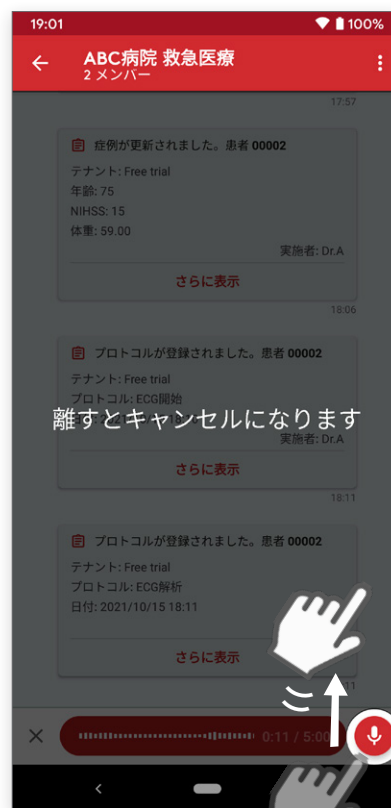 19:01
100%
ABC病院 救急医療
2 メンバー
17:57
症例が更新されました。患者 00002
テナント: Free trial
年齢: 75
NIHSS: 15
体重: 59.00
実施者: Dr.A
さらに表示
18:06
プロトコルが登録されました。患者 00002
テナント: Free trial
プロトコル: ECG開始
離すとキャンセルになります
実施者: Dr.A
さらに表示
18:11
プロトコルが登録されました。患者 00002
テナント: Free trial
プロトコル: ECG解析
日付: 2021/10/15 18:11
さらに表示
0:11 / 5:00